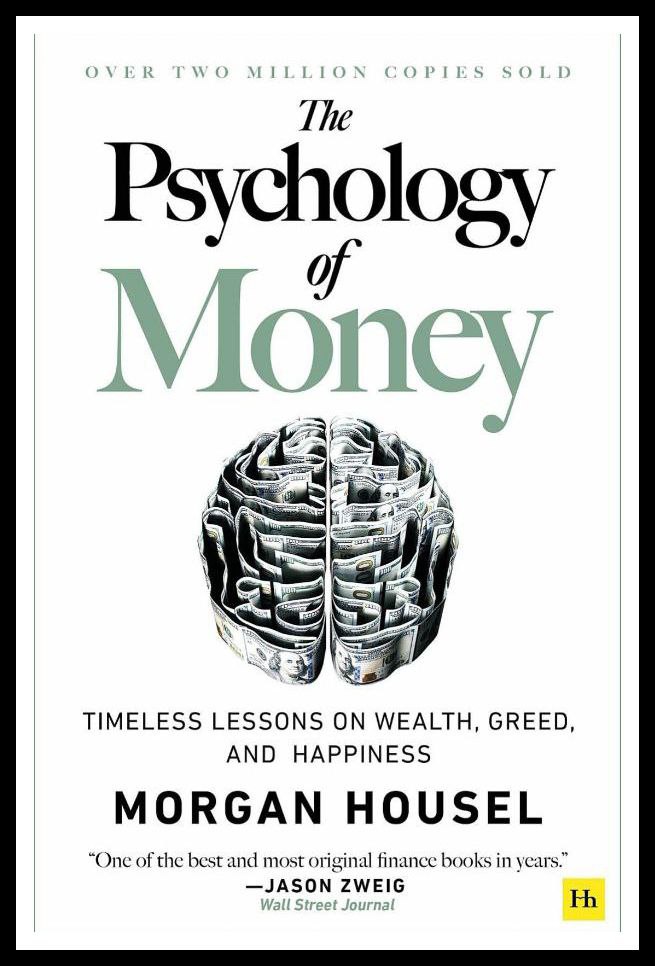 OVER TWO MILLION COPIES SOLD
The
Psychology
of
Money
TIMELESS LESSONS ON WEALTH, GREED,
AND HAPPINESS
MORGAN HOUSEL
“One of the best and most original finance books in years.”
—JASON ZWEIG
Wall Street Journal
Hh